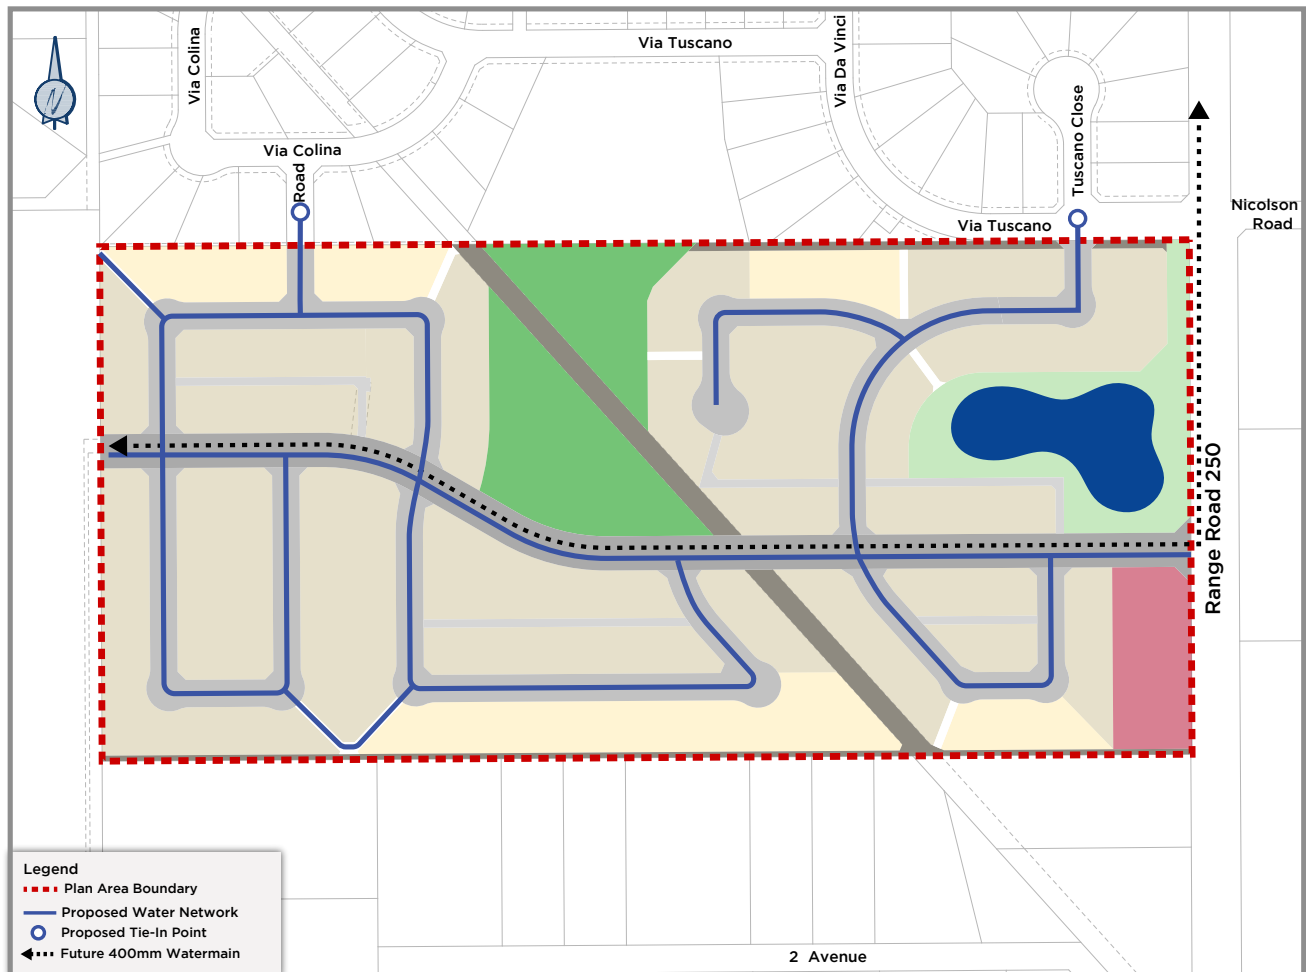 Via Tuscano
Via Colina
Via Da Vinci
Tuscano Close
Via Colina
Road
Nicolson
Road
Via Tuscano
N
Range Road 250
Legend
Plan Area Boundary
Proposed Water Network
Proposed Tie-In Point
Future 400mm Watermain
2 Avenue